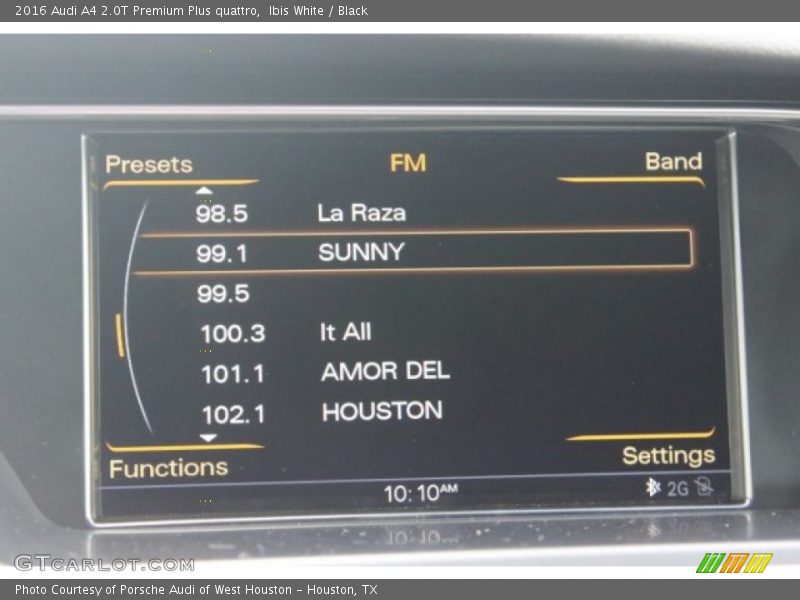 2016 Audi A4 2.0T Premium Plus quattro, Ibis White / Black
Presets FM Band
98.5 La Raza
99.1 SUNNY
99.5
100.3 It All
101.1 AMOR DEL
102.1 HOUSTON
Functions Settings
10:10 AM 2G
GTCARLOT.COM
Photo Courtesy of Porsche Audi of West Houston - Houston, TX